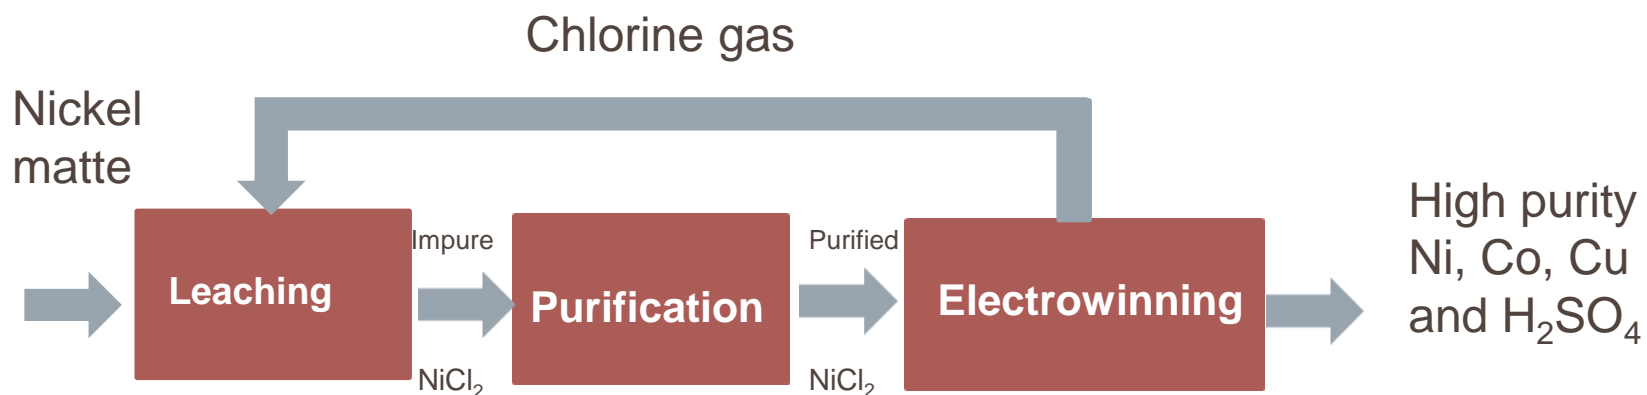 Chlorine gas
Nickel
matte
Leaching
Impure
NiCl₂
Purification
Purified
NiCl₂
Electrowinning
High purity
Ni, Co, Cu
and H₂SO₄